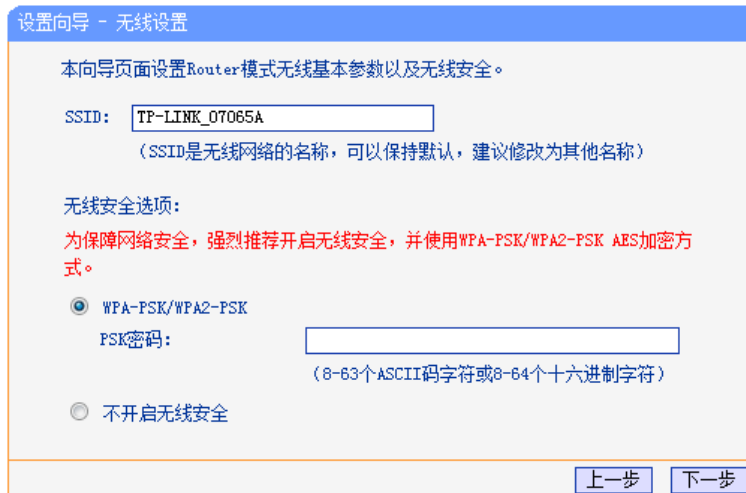 设置向导 - 无线设置
本向导页面设置Router模式无线基本参数以及无线安全。
SSID: TP-LINK_07065A
(SSID是无线网络的名称，可以保持默认，建议修改为其他名称)
无线安全选项:
为保障网络安全，强烈推荐开启无线安全，并使用WPA-PSK/WPA2-PSK AES加密方
式。
WPA-PSK/WPA2-PSK
PSK密码:
(8-63个ASCII码字符或8-64个十六进制字符)
不开启无线安全
上一步 下一步